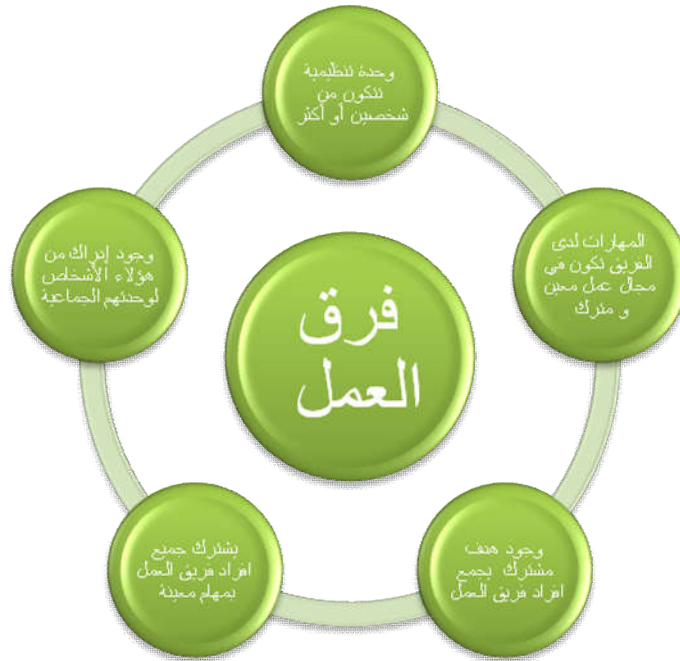 وحدة تنظيمية
تتكون من
شخصين أو أكثر
المهارات لدى
الفريق تكون في
مجال عمل معين
و مترك
وجود هدف
مشترك يجمع
افراد فريق العمل
يشترك جميع
افراد فريق العمل
بمهام معينة
وجود إدراك من
هؤلاء الأشخاص
لوحدتهم الجماعية
فرق
العمل